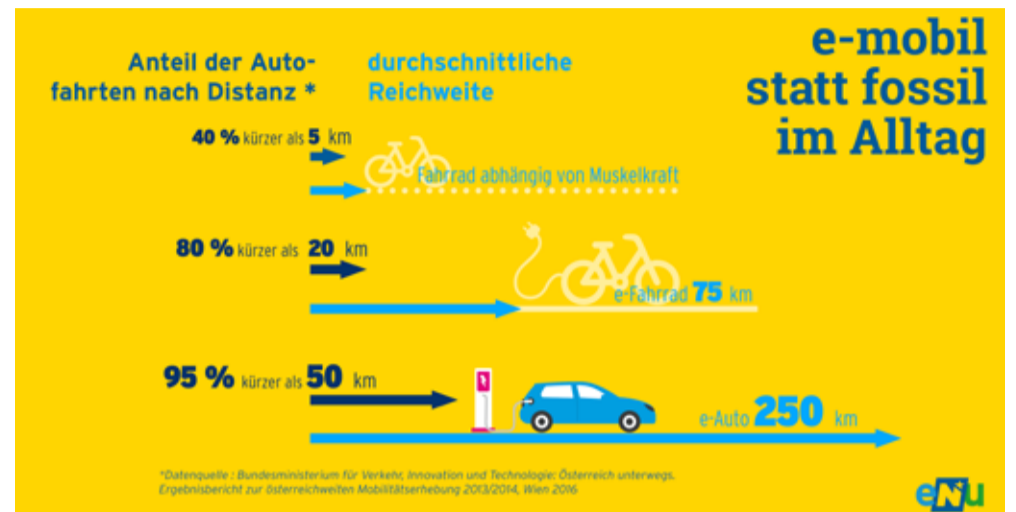 e-mobil
statt fossil
im Alltag
Anteil der Auto-
fahrten nach Distanz *
durchschnittliche
Reichweite
40 % kürzer als 5 km
Fahrrad abhängig von Muskelkraft
80 % kürzer als 20 km
e-Fahrrad 75 km
95 % kürzer als 50 km
e-Auto 250 km
*Datenquelle : Bundesministerium für Verkehr, Innovation und Technologie: Österreich unterwegs.
Ergebnisbericht zur österreichweiten Mobilitätserhebung 2013/2014, Wien 2016
eNu